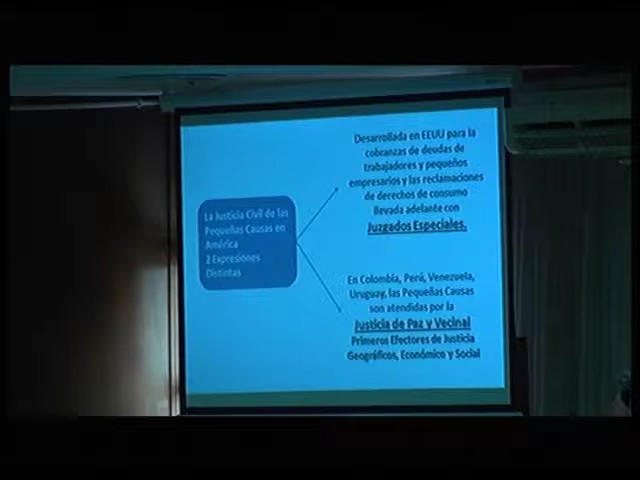 La Justicia Civil de las
Pequeñas Causas en
América
2 Expresiones
Distintas
Desarrollada en EEUU para la
cobranzas de deudas de
trabajadores y pequeños
empresarios y las reclamaciones
de derechos de consumo
llevada adelante con
Juzgados Especiales.
En Colombia, Perú, Venezuela,
Uruguay, las Pequeñas Causas
son atendidas por la
Justicia de Paz y Vecinal
Primeros Efectores de Justicia
Geográficos, Económico y Social